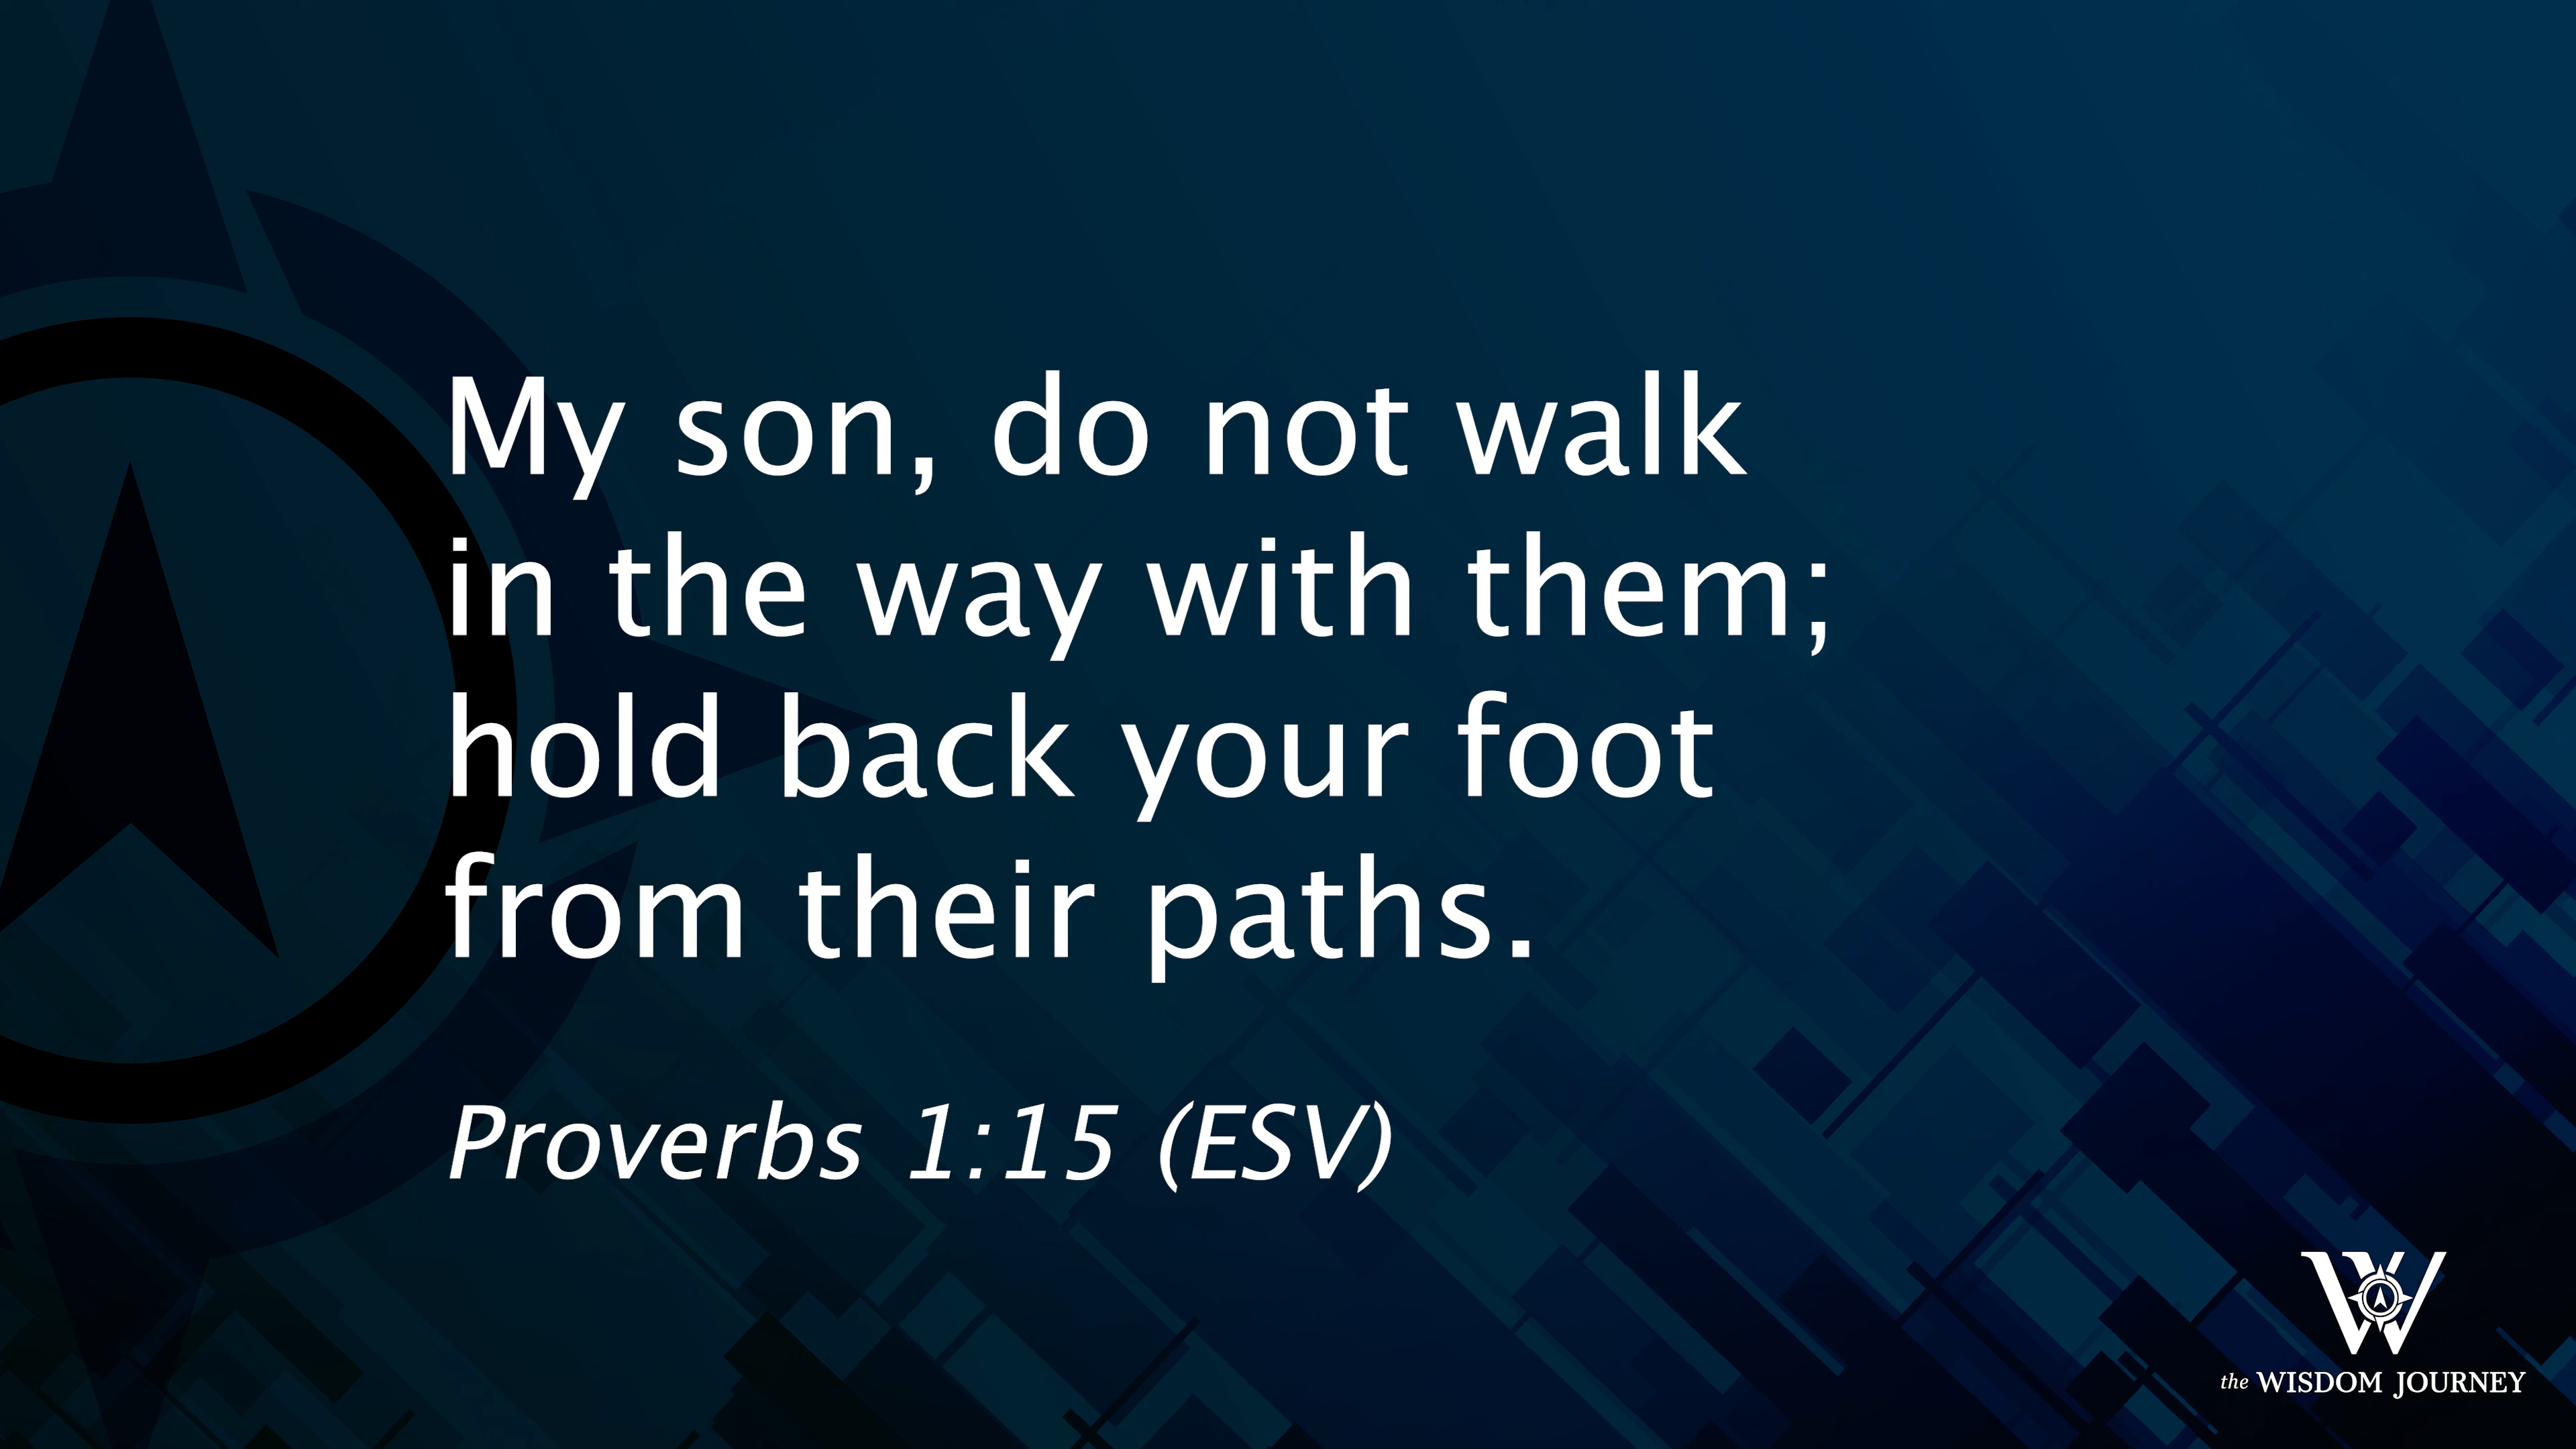 My son, do not walk
in the way with them;
hold back your foot
from their paths.
Proverbs 1:15 (ESV)
W
the WISDOM JOURNEY